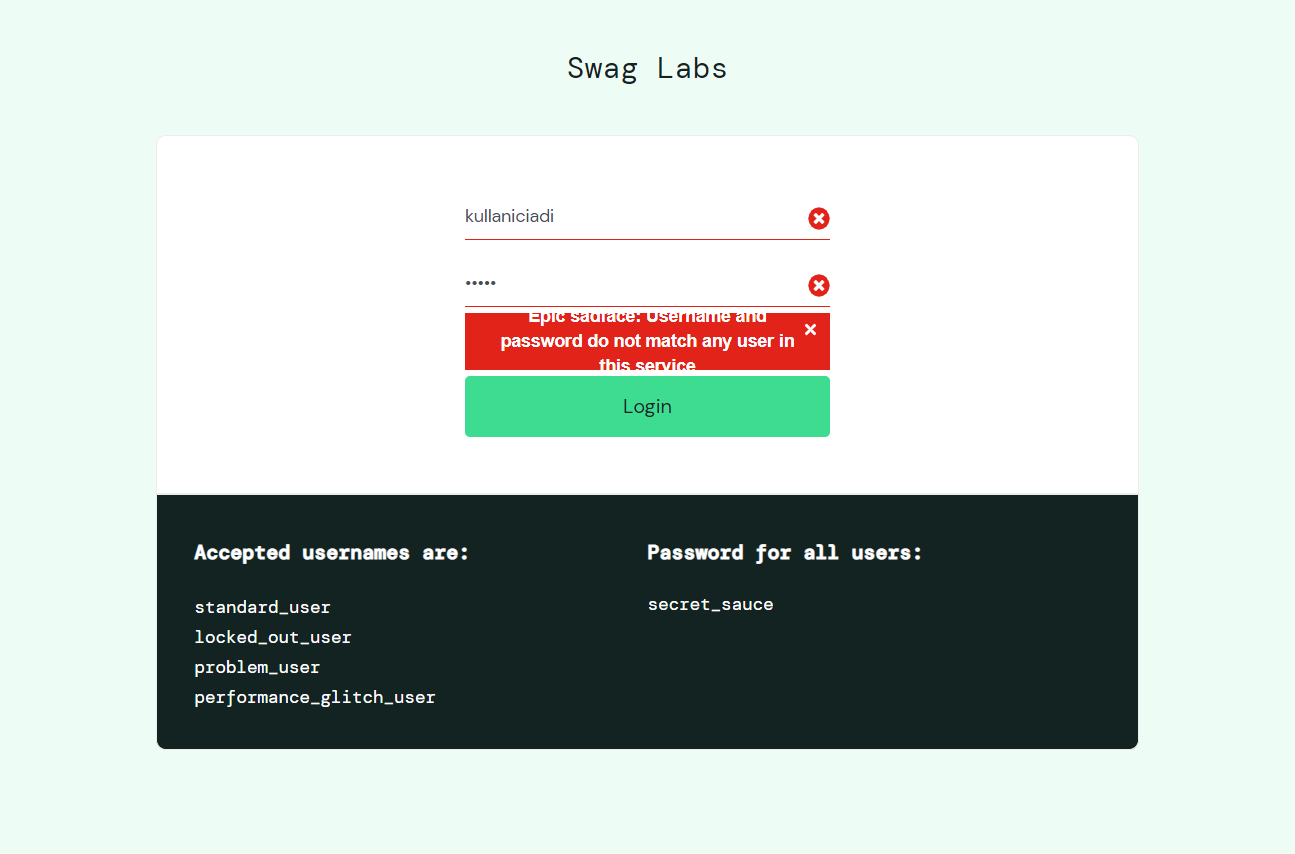 Swag Labs
kullaniciadi
•••••
Epic sadface: Username and
password do not match any user in
this service
Login
Accepted usernames are:
standard_user
locked_out_user
problem_user
performance_glitch_user
Password for all users:
secret_sauce